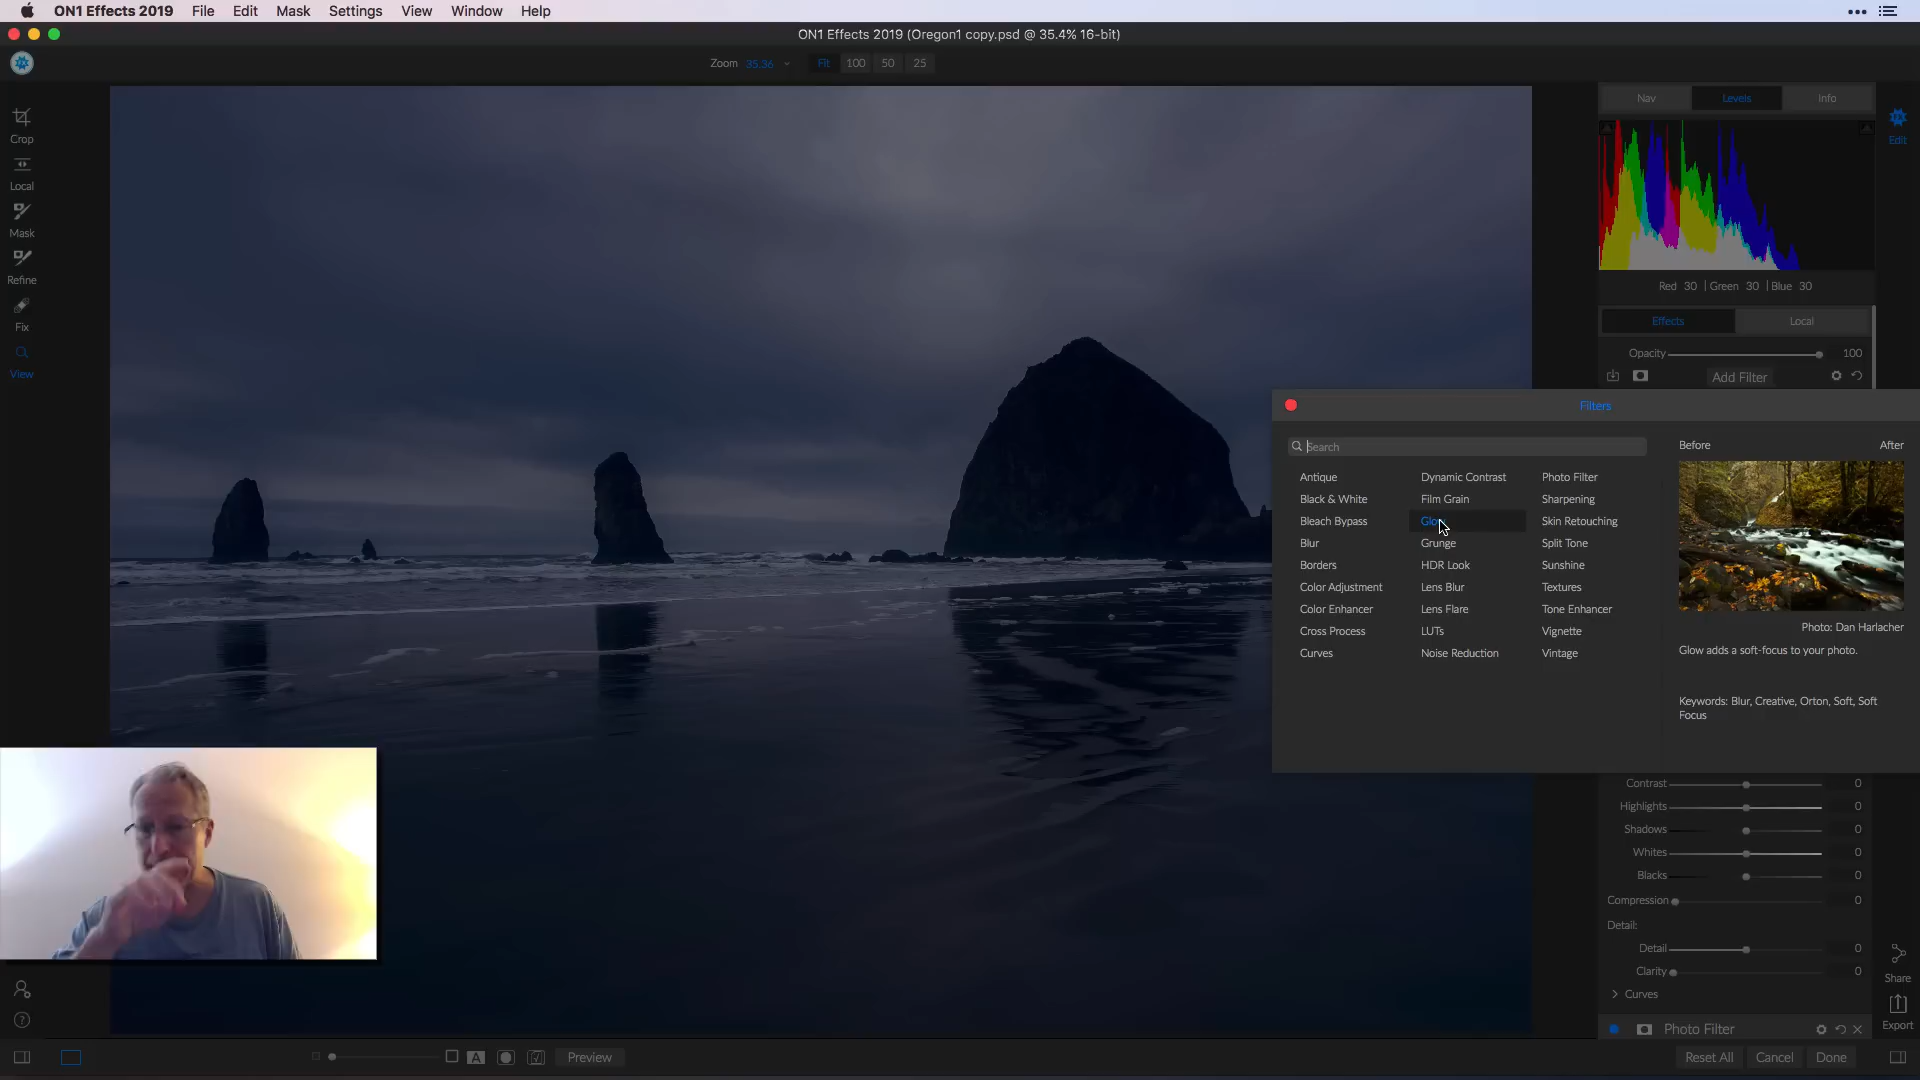 ON1 Effects 2019 File Edit Mask Settings View Window Help
ON1 Effects 2019 (Oregon1 copy.psd @ 35.4% 16-bit)
Zoom 35.36 Fit 100 50 25
Crop
Local
Mask
Refine
Fix
View
Nav Levels Info
Edit
Red 30 | Green 30 | Blue 30
Effects Local
Opacity 100
Add Filter
Filters
Search
Antique
Black & White
Bleach Bypass
Blur
Borders
Color Adjustment
Color Enhancer
Cross Process
Curves
Dynamic Contrast
Film Grain
Glow
Grunge
HDR Look
Lens Blur
Lens Flare
LUTs
Noise Reduction
Photo Filter
Sharpening
Skin Retouching
Split Tone
Sunshine
Textures
Tone Enhancer
Vignette
Vintage
Before After
Photo: Dan Harlacher
Glow adds a soft-focus to your photo.
Keywords: Blur, Creative, Orton, Soft, Soft
Focus
Contrast 0
Highlights 0
Shadows 0
Whites 0
Blacks 0
Compression 0
Detail:
Detail 0
Clarity 0
Curves
Photo Filter
Share
Export
A Preview
Reset All Cancel Done